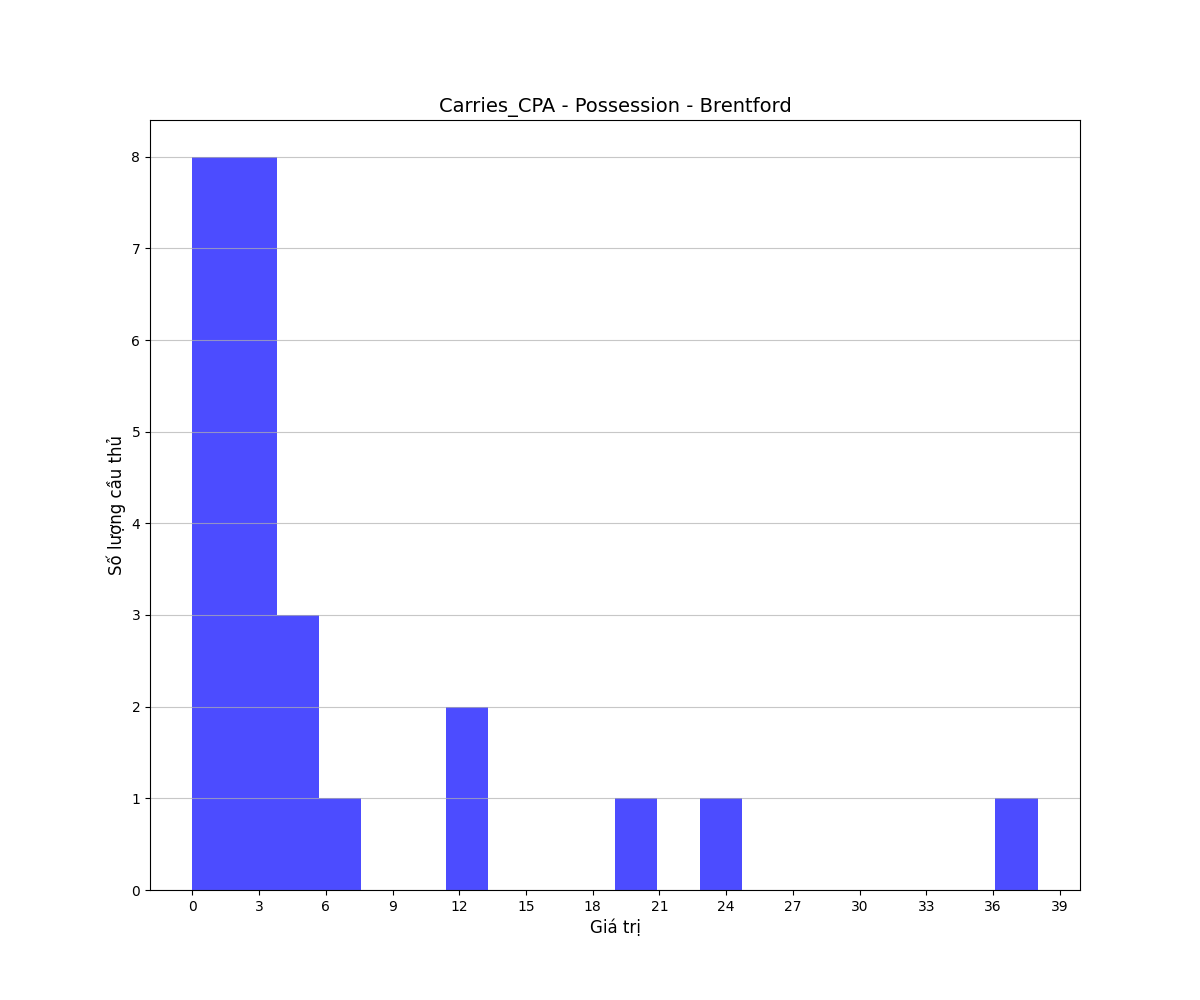 Carries_CPA - Possession - Brentford
Số lượng cầu thủ
8
7
6
5
4
3
2
1
0
0 3 6 9 12 15 18 21 24 27 30 33 36 39
Giá trị